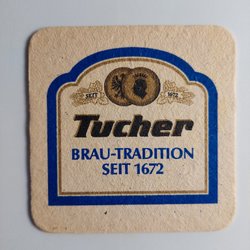 SEIT 1672
Tucher
BRAU-TRADITION
SEIT 1672